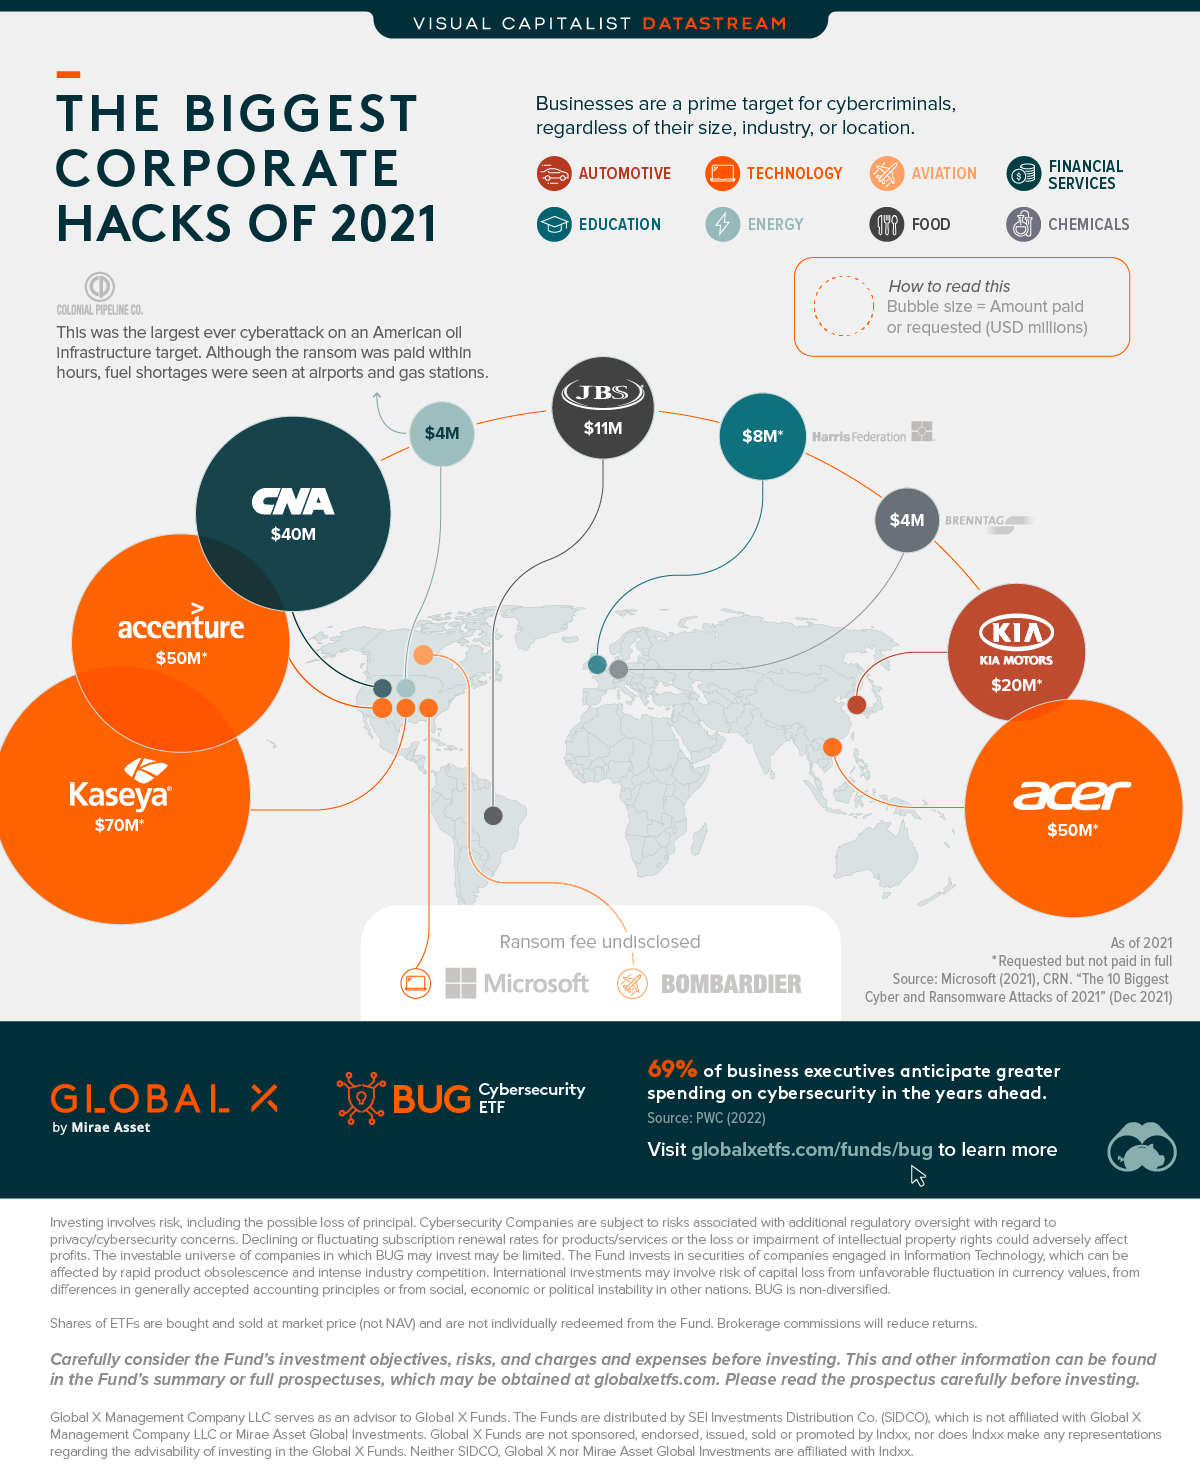 VISUAL CAPITALIST DATASTREAM
THE BIGGEST
CORPORATE
HACKS OF 2021
Businesses are a prime target for cybercriminals,
regardless of their size, industry, or location.
AUTOMOTIVE
TECHNOLOGY
AVIATION
FINANCIAL
SERVICES
EDUCATION
ENERGY
FOOD
CHEMICALS
How to read this
Bubble size = Amount paid
or requested (USD millions)
COLONIAL PIPELINE CO.
This was the largest ever cyberattack on an American oil
infrastructure target. Although the ransom was paid within
hours, fuel shortages were seen at airports and gas stations.
$4M
JBS
$11M
$8M*
Harris Federation
CNA
$40M
$4M
BRENNTAG
accenture
$50M*
KIA
KIA MOTORS
$20M*
Kaseya®
$70M*
acer
$50M*
Ransom fee undisclosed
Microsoft
BOMBARDIER
As of 2021
*Requested but not paid in full
Source: Microsoft (2021), CRN. “The 10 Biggest
Cyber and Ransomware Attacks of 2021” (Dec 2021)
GLOBAL X
by Mirae Asset
BUG Cybersecurity
ETF
69% of business executives anticipate greater
spending on cybersecurity in the years ahead.
Source: PWC (2022)
Visit globalxetfs.com/funds/bug to learn more
Investing involves risk, including the possible loss of principal. Cybersecurity Companies are subject to risks associated with additional regulatory oversight with regard to
privacy/cybersecurity concerns. Declining or fluctuating subscription renewal rates for products/services or the loss or impairment of intellectual property rights could adversely affect
profits. The investable universe of companies in which BUG may invest may be limited. The Fund invests in securities of companies engaged in Information Technology, which can be
affected by rapid product obsolescence and intense industry competition. International investments may involve risk of capital loss from unfavorable fluctuation in currency values, from
differences in generally accepted accounting principles or from social, economic or political instability in other nations. BUG is non-diversified.
Shares of ETFs are bought and sold at market price (not NAV) and are not individually redeemed from the Fund. Brokerage commissions will reduce returns.
Carefully consider the Fund’s investment objectives, risks, and charges and expenses before investing. This and other information can be found
in the Fund’s summary or full prospectuses, which may be obtained at globalxetfs.com. Please read the prospectus carefully before investing.
Global X Management Company LLC serves as an advisor to Global X Funds. The Funds are distributed by SEI Investments Distribution Co. (SIDCO), which is not affiliated with Global X
Management Company LLC or Mirae Asset Global Investments. Global X Funds are not sponsored, endorsed, issued, sold or promoted by Indxx, nor does Indxx make any representations
regarding the advisability of investing in the Global X Funds. Neither SIDCO, Global X nor Mirae Asset Global Investments are affiliated with Indxx.